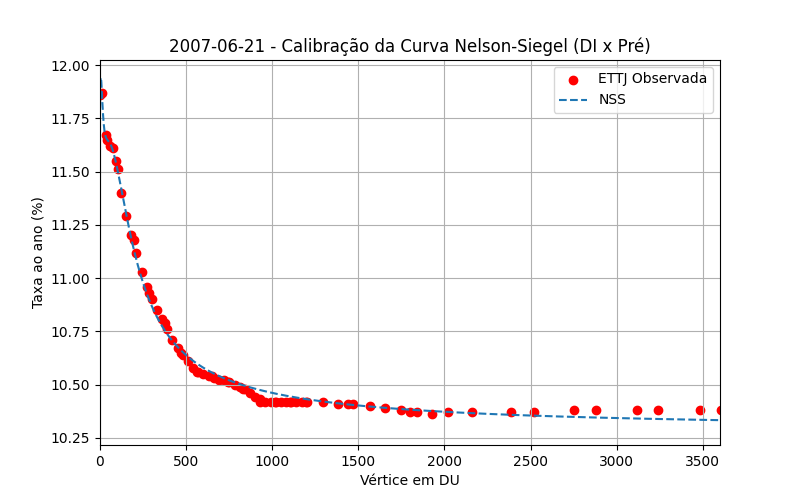 2007-06-21 - Calibração da Curva Nelson-Siegel (DI x Pré)
ETTJ Observada
NSS
Taxa ao ano (%)
12.00
11.75
11.50
11.25
11.00
10.75
10.50
10.25
0 500 1000 1500 2000 2500 3000 3500
Vértice em DU